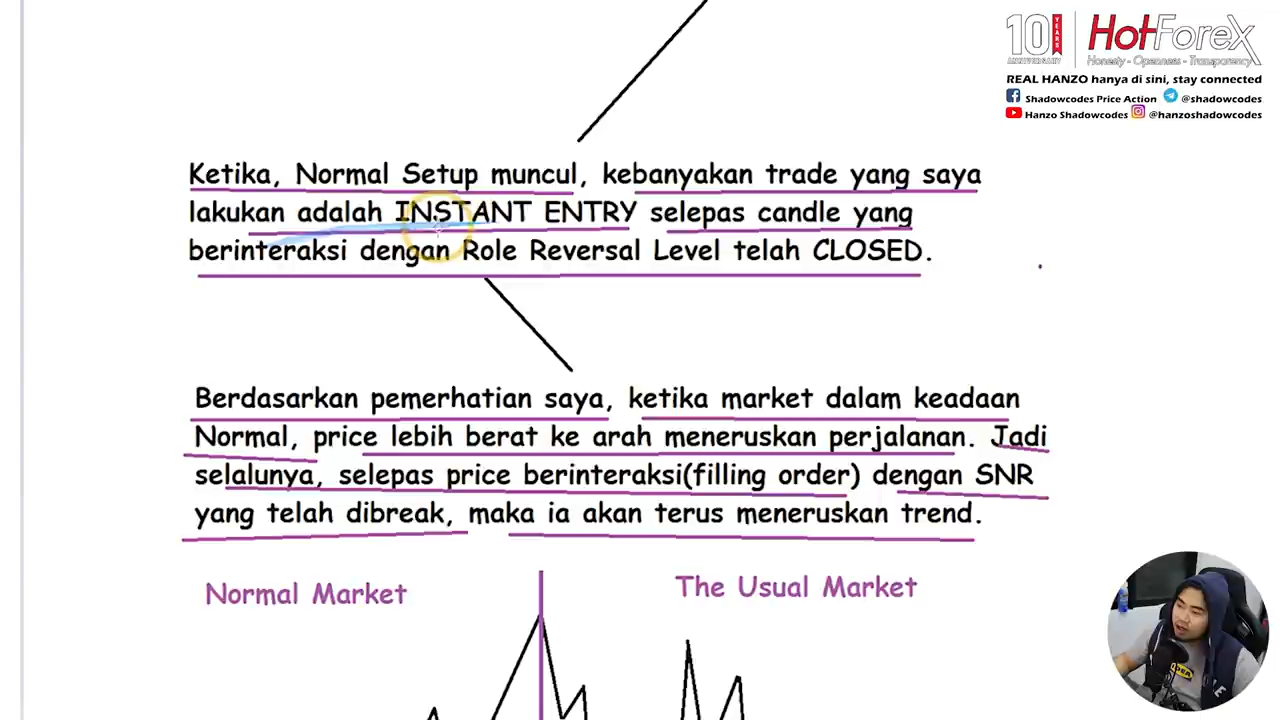 10 YEARS
ANNIVERSARY
HotForex
Honesty - Openness - Transparency
REAL HANZO hanya di sini, stay connected
Shadowcodes Price Action @shadowcodes
Hanzo Shadowcodes @hanzoshadowcodes
Ketika, Normal Setup muncul, kebanyakan trade yang saya
lakukan adalah INSTANT ENTRY selepas candle yang
berinteraksi dengan Role Reversal Level telah CLOSED.
Berdasarkan pemerhatian saya, ketika market dalam keadaan
Normal, price lebih berat ke arah meneruskan perjalanan. Jadi
selalunya, selepas price berinteraksi(filling order) dengan SNR
yang telah dibreak, maka ia akan terus meneruskan trend.
Normal Market
The Usual Market